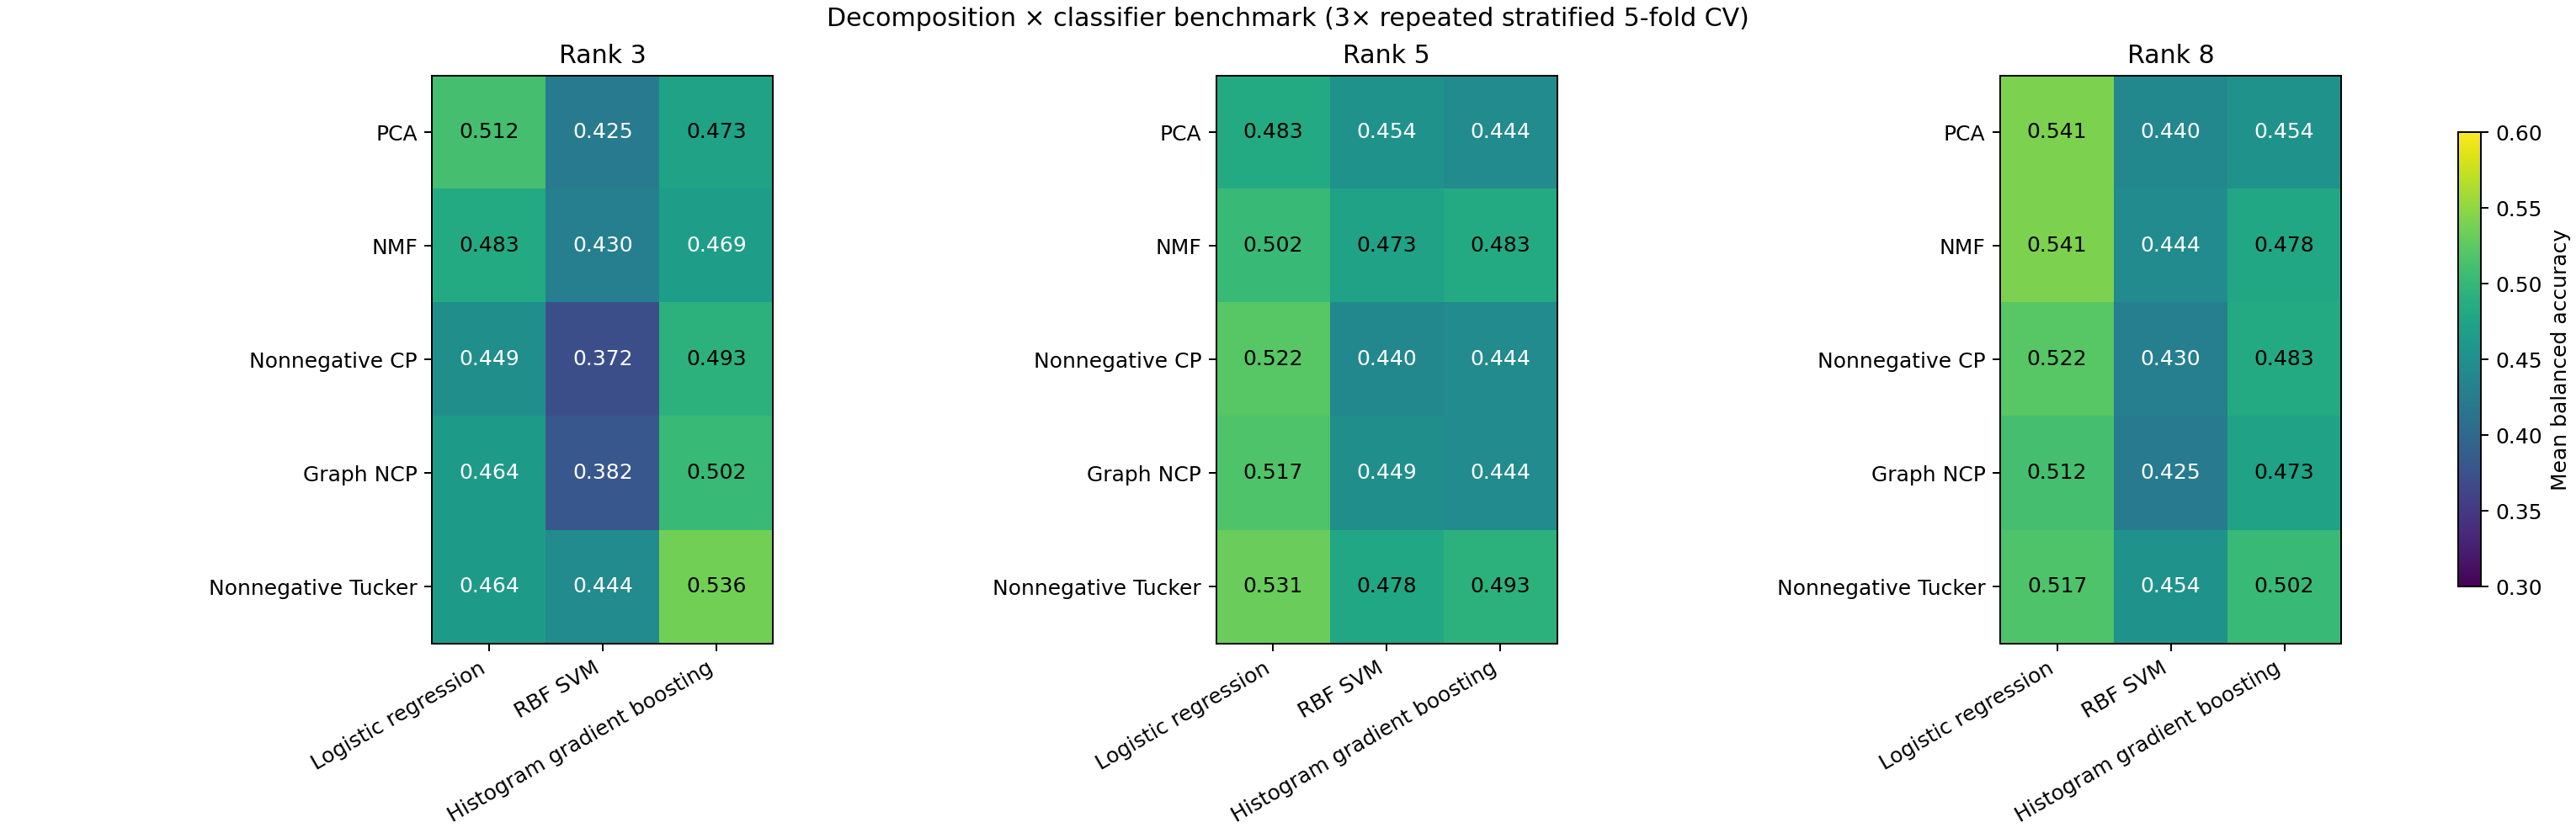 Decomposition × classifier benchmark (3× repeated stratified 5-fold CV)
Rank 3
PCA 0.512 0.425 0.473
NMF 0.483 0.430 0.469
Nonnegative CP 0.449 0.372 0.493
Graph NCP 0.464 0.382 0.502
Nonnegative Tucker 0.464 0.444 0.536
Logistic regression
RBF SVM
Histogram gradient boosting
Rank 5
PCA 0.483 0.454 0.444
NMF 0.502 0.473 0.483
Nonnegative CP 0.522 0.440 0.444
Graph NCP 0.517 0.449 0.444
Nonnegative Tucker 0.531 0.478 0.493
Logistic regression
RBF SVM
Histogram gradient boosting
Rank 8
PCA 0.541 0.440 0.454
NMF 0.541 0.444 0.478
Nonnegative CP 0.522 0.430 0.483
Graph NCP 0.512 0.425 0.473
Nonnegative Tucker 0.517 0.454 0.502
Logistic regression
RBF SVM
Histogram gradient boosting
0.60
0.55
0.50
0.45
0.40
0.35
0.30
Mean balanced accuracy